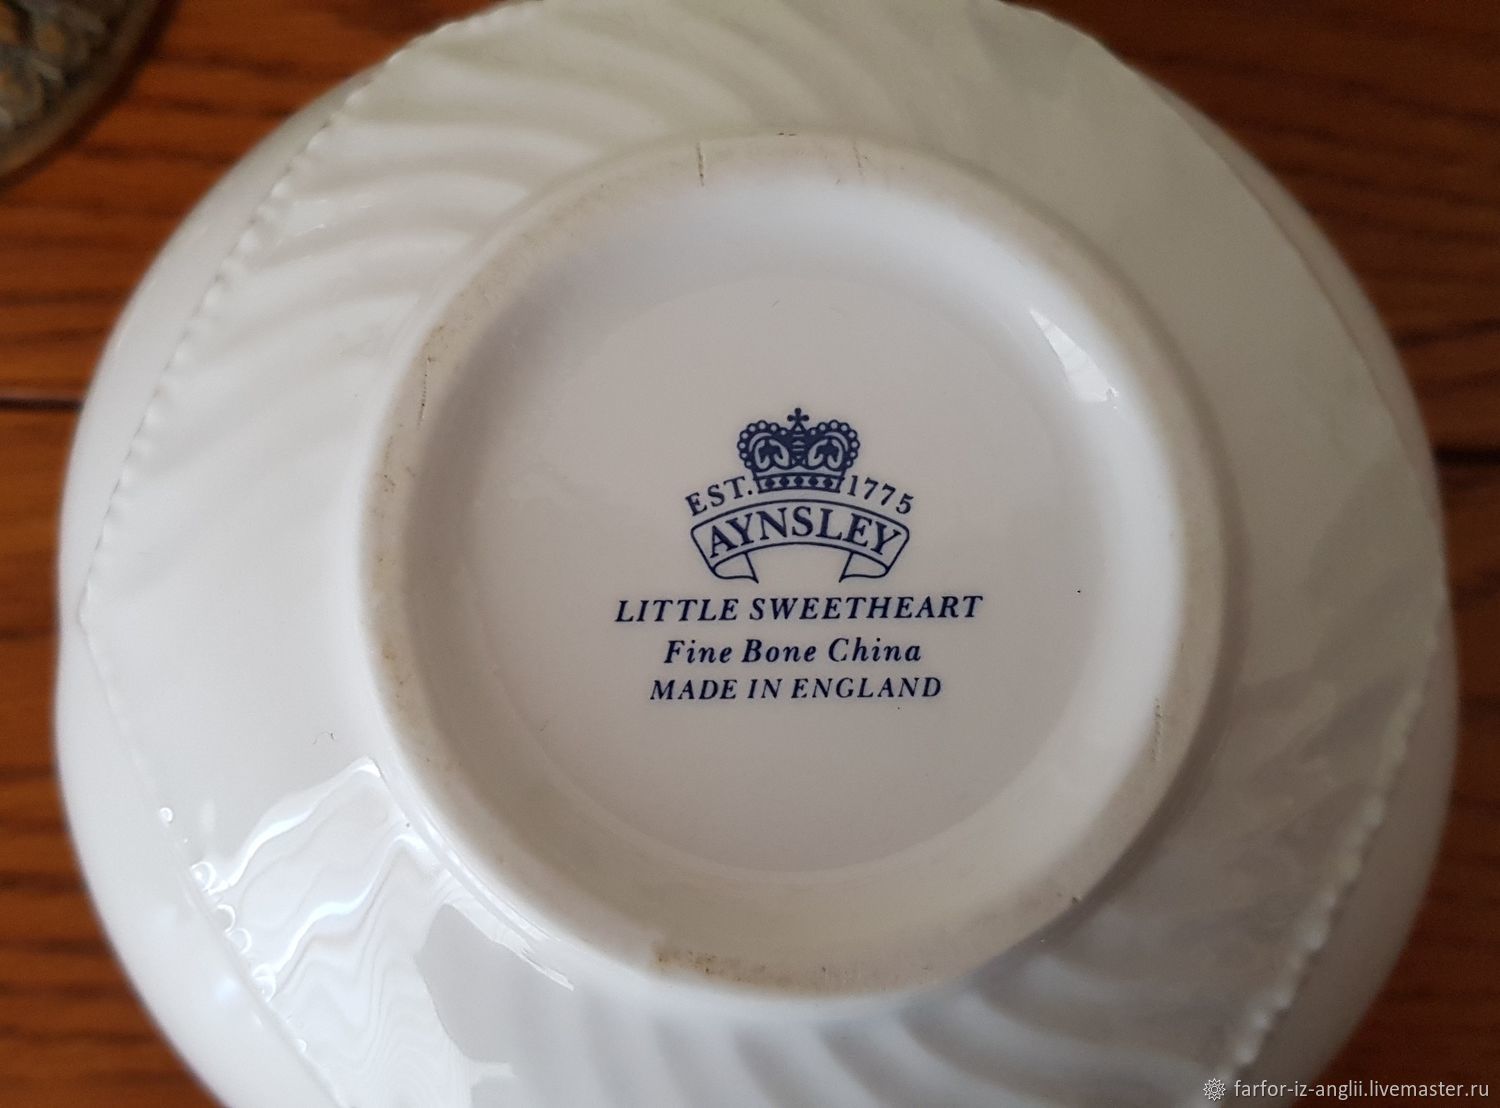 EST. 1775
AYNSLEY
LITTLE SWEETHEART
Fine Bone China
MADE IN ENGLAND
farfor-iz-anglii.livemaster.ru